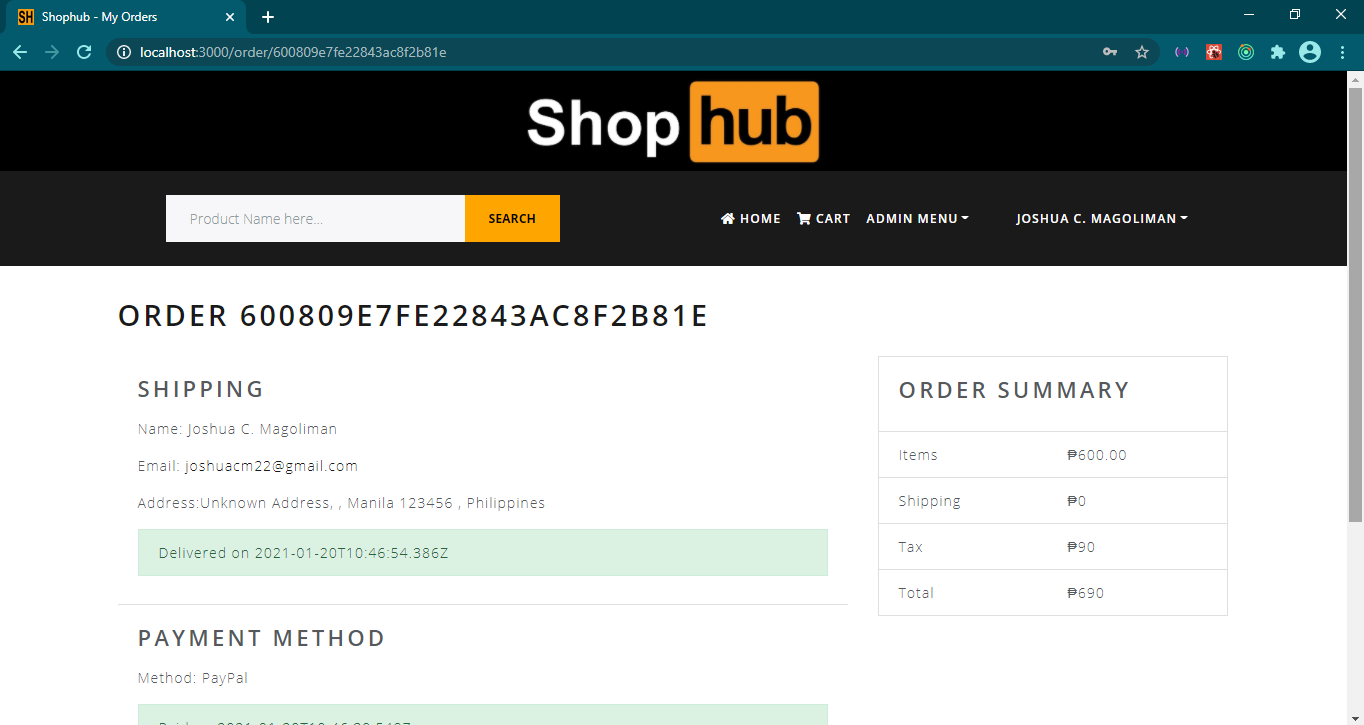 SH Shophub - My Orders
localhost:3000/order/600809e7fe22843ac8f2b81e
Shop hub
Product Name here...
SEARCH
HOME
CART
ADMIN MENU
JOSHUA C. MAGOLIMAN
ORDER 600809E7FE22843AC8F2B81E
SHIPPING
Name: Joshua C. Magoliman
Email: joshuacm22@gmail.com
Address:Unknown Address, , Manila 123456 , Philippines
Delivered on 2021-01-20T10:46:54.386Z
PAYMENT METHOD
Method: PayPal
ORDER SUMMARY
Items ₱600.00
Shipping ₱0
Tax ₱90
Total ₱690